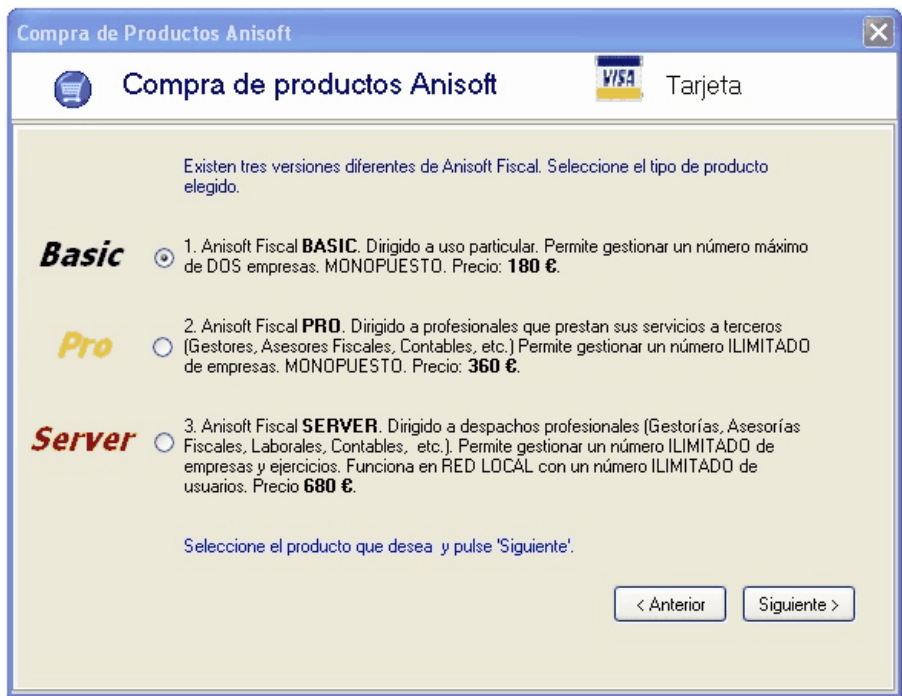 Compra de Productos Anisoft
Compra de productos Anisoft
VISA
Tarjeta
Existen tres versiones diferentes de Anisoft Fiscal. Seleccione el tipo de producto
elegido.
Basic
1. Anisoft Fiscal BASIC. Dirigido a uso particular. Permite gestionar un número máximo
de DOS empresas. MONOPUESTO. Precio: 180 €.
Pro
2. Anisoft Fiscal PRO. Dirigido a profesionales que prestan sus servicios a terceros
(Gestores, Asesores Fiscales, Contables, etc.) Permite gestionar un número ILIMITADO
de empresas. MONOPUESTO. Precio: 360 €.
Server
3. Anisoft Fiscal SERVER. Dirigido a despachos profesionales (Gestorías, Asesorías
Fiscales, Laborales, Contables,  etc.). Permite gestionar un número ILIMITADO de
empresas y ejercicios. Funciona en RED LOCAL con un número ILIMITADO de
usuarios. Precio 680 €.
Seleccione el producto que desea  y pulse 'Siguiente'.
< Anterior
Siguiente >